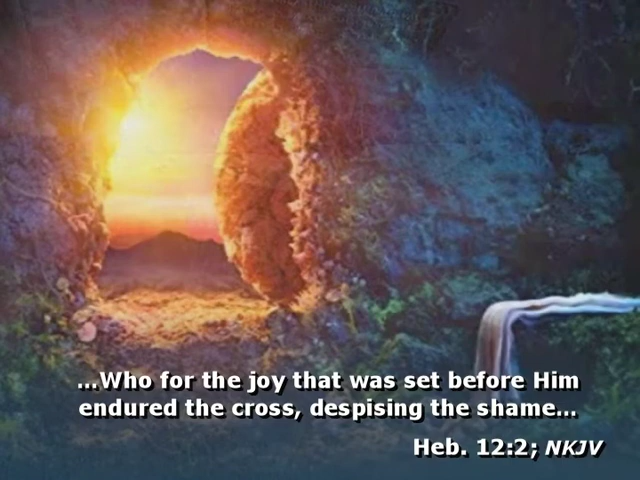 ...Who for the joy that was set before Him
endured the cross, despising the shame...
Heb. 12:2; NKJV